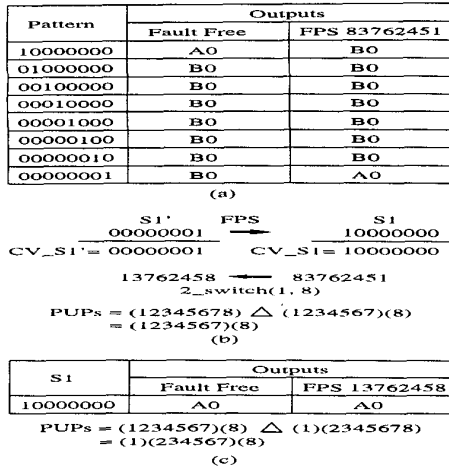 Pattern Outputs
Fault Free FPS 83762451
10000000 A0 B0
01000000 B0 B0
00100000 B0 B0
00010000 B0 B0
00001000 B0 B0
00000100 B0 B0
00000010 B0 B0
00000001 B0 A0
(a)
S1' FPS S1
00000001 → 10000000
CV_S1'= 00000001 CV_S1= 10000000
13762458 ← 83762451
2_switch(1, 8)
PUPs = (12345678) △ (1234567)(8)
= (1234567)(8)
(b)
S1 Outputs
Fault Free FPS 13762458
10000000 A0 A0
PUPs = (1234567)(8) △ (1)(2345678)
= (1)(234567)(8)
(c)